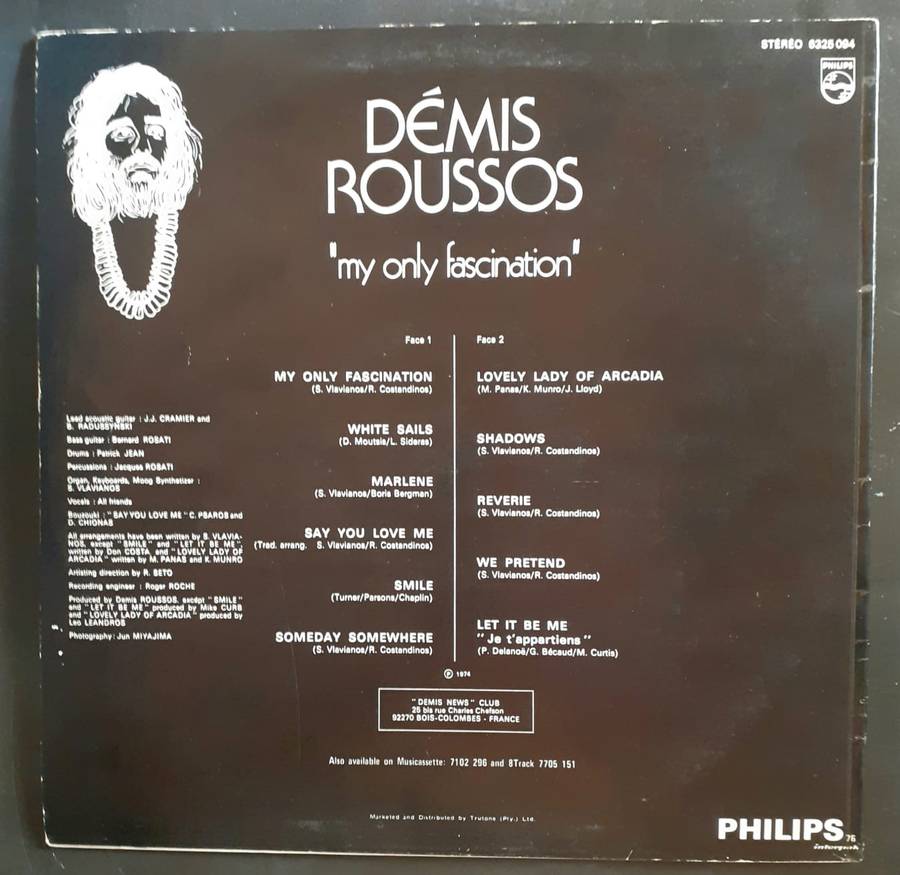 STÉRÉO 6325 094
PHILIPS
DÉMIS
ROUSSOS
"my only fascination"
Face 1
MY ONLY FASCINATION
(S. Vlavianos/R. Costandinos)
WHITE SAILS
(D. Moutsis/L. Sideras)
MARLENE
(S. Vlavianos/Boris Bergman)
SAY YOU LOVE ME
(Trad. arrang. S. Vlavianos/R. Costandinos)
SMILE
(Turner/Parsons/Chaplin)
SOMEDAY SOMEWHERE
(S. Vlavianos/R. Costandinos)
Face 2
LOVELY LADY OF ARCADIA
(M. Panas/K. Munro/J. Lloyd)
SHADOWS
(S. Vlavianos/R. Costandinos)
REVERIE
(S. Vlavianos/R. Costandinos)
WE PRETEND
(S. Vlavianos/R. Costandinos)
LET IT BE ME
"Je t'appartiens"
(P. Delanoë/G. Bécaud/M. Curtis)
Lead acoustic guitar : J.J. CRAMIER and
S. RADUSSYNSKI
Bass guitar : Bernard ROSATI
Drums : Patrick JEAN
Percussions : Jacques ROSATI
Organ, Keyboards, Moog Synthetizer :
S. VLAVIANOS
Vocals : All friends
Bouzouki : "SAY YOU LOVE ME" C. PSAROS and
D. CHIONAS
All arrangements have been written by S. VLAVIA-
NOS, except "SMILE" and "LET IT BE ME",
written by Don COSTA and "LOVELY LADY OF
ARCADIA" written by M. PANAS and K. MUNRO
Artisting direction by R. SETO
Recording engineer : Roger ROCHE
Produced by Demis ROUSSOS, except "SMILE"
and "LET IT BE ME" produced by Mike CURB
and "LOVELY LADY OF ARCADIA" produced by
Leo LEANDROS
Photography : Jun MIYAJIMA
℗ 1974
"DEMIS NEWS" CLUB
25 bis rue Charles Chefson
92270 BOIS-COLOMBES - FRANCE
Also available on Musicassette: 7102 296 and 8Track 7705 151
Marketed and Distributed by Trutone (Pty.) Ltd.
PHILIPS
76